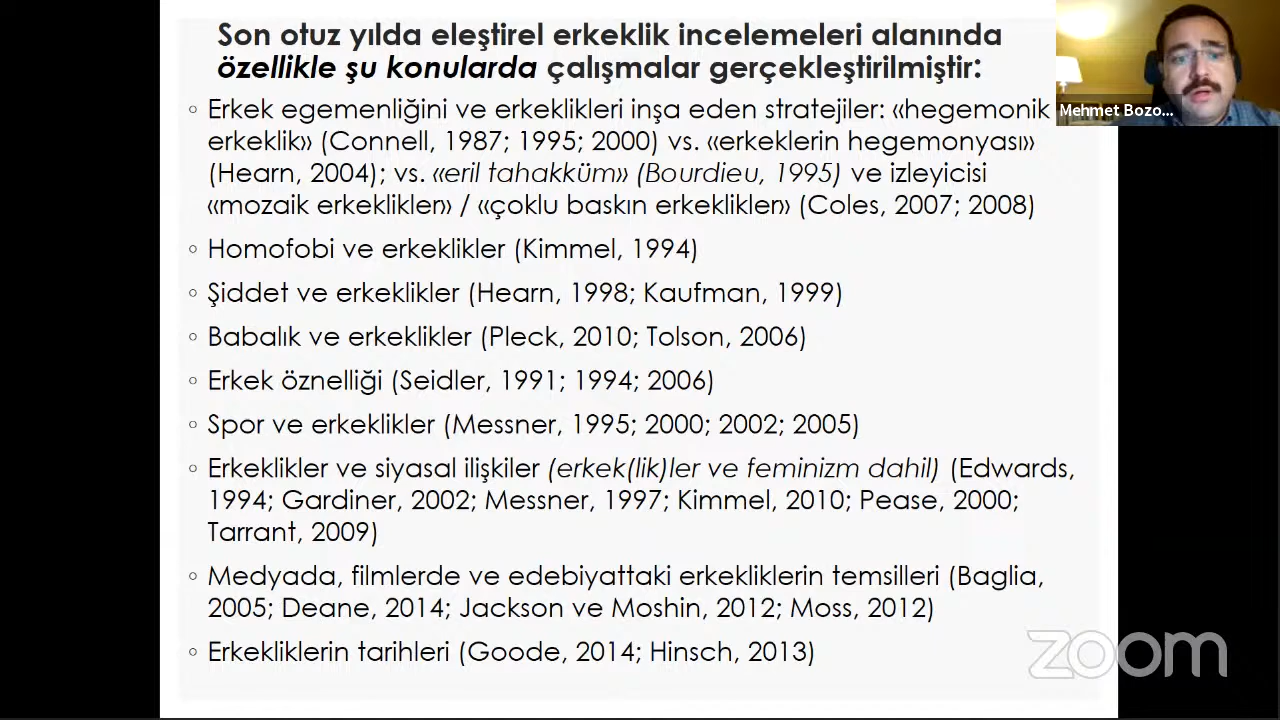 Son otuz yılda eleştirel erkeklik incelemeleri alanında
özellikle şu konularda çalışmalar gerçekleştirilmiştir:
◦ Erkek egemenliğini ve erkeklikleri inşa eden stratejiler: «hegemonik
erkeklik» (Connell, 1987; 1995; 2000) vs. «erkeklerin hegemonyası»
(Hearn, 2004); vs. «eril tahakküm» (Bourdieu, 1995) ve izleyicisi
«mozaik erkeklikler» / «çoklu baskın erkeklikler» (Coles, 2007; 2008)
◦ Homofobi ve erkeklikler (Kimmel, 1994)
◦ Şiddet ve erkeklikler (Hearn, 1998; Kaufman, 1999)
◦ Babalık ve erkeklikler (Pleck, 2010; Tolson, 2006)
◦ Erkek öznelliği (Seidler, 1991; 1994; 2006)
◦ Spor ve erkeklikler (Messner, 1995; 2000; 2002; 2005)
◦ Erkeklikler ve siyasal ilişkiler (erkek(lik)ler ve feminizm dahil) (Edwards,
1994; Gardiner, 2002; Messner, 1997; Kimmel, 2010; Pease, 2000;
Tarrant, 2009)
◦ Medyada, filmlerde ve edebiyattaki erkekliklerin temsilleri (Baglia,
2005; Deane, 2014; Jackson ve Moshin, 2012; Moss, 2012)
◦ Erkekliklerin tarihleri (Goode, 2014; Hinsch, 2013)
Mehmet Bozo...
zoom